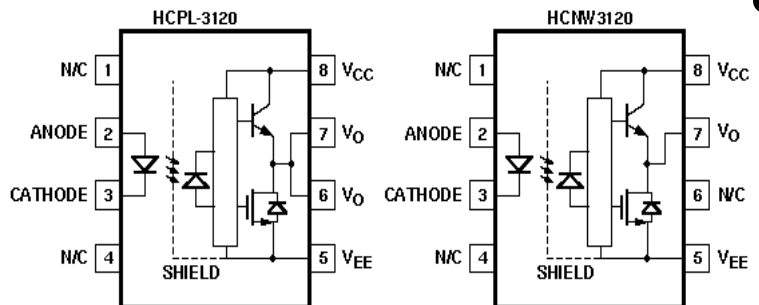 HCPL-3120
N/C 1
ANODE 2
CATHODE 3
N/C 4
8 VCC
7 VO
6 VO
5 VEE
SHIELD
HCNW3120
N/C 1
ANODE 2
CATHODE 3
N/C 4
8 VCC
7 VO
6 N/C
5 VEE
SHIELD